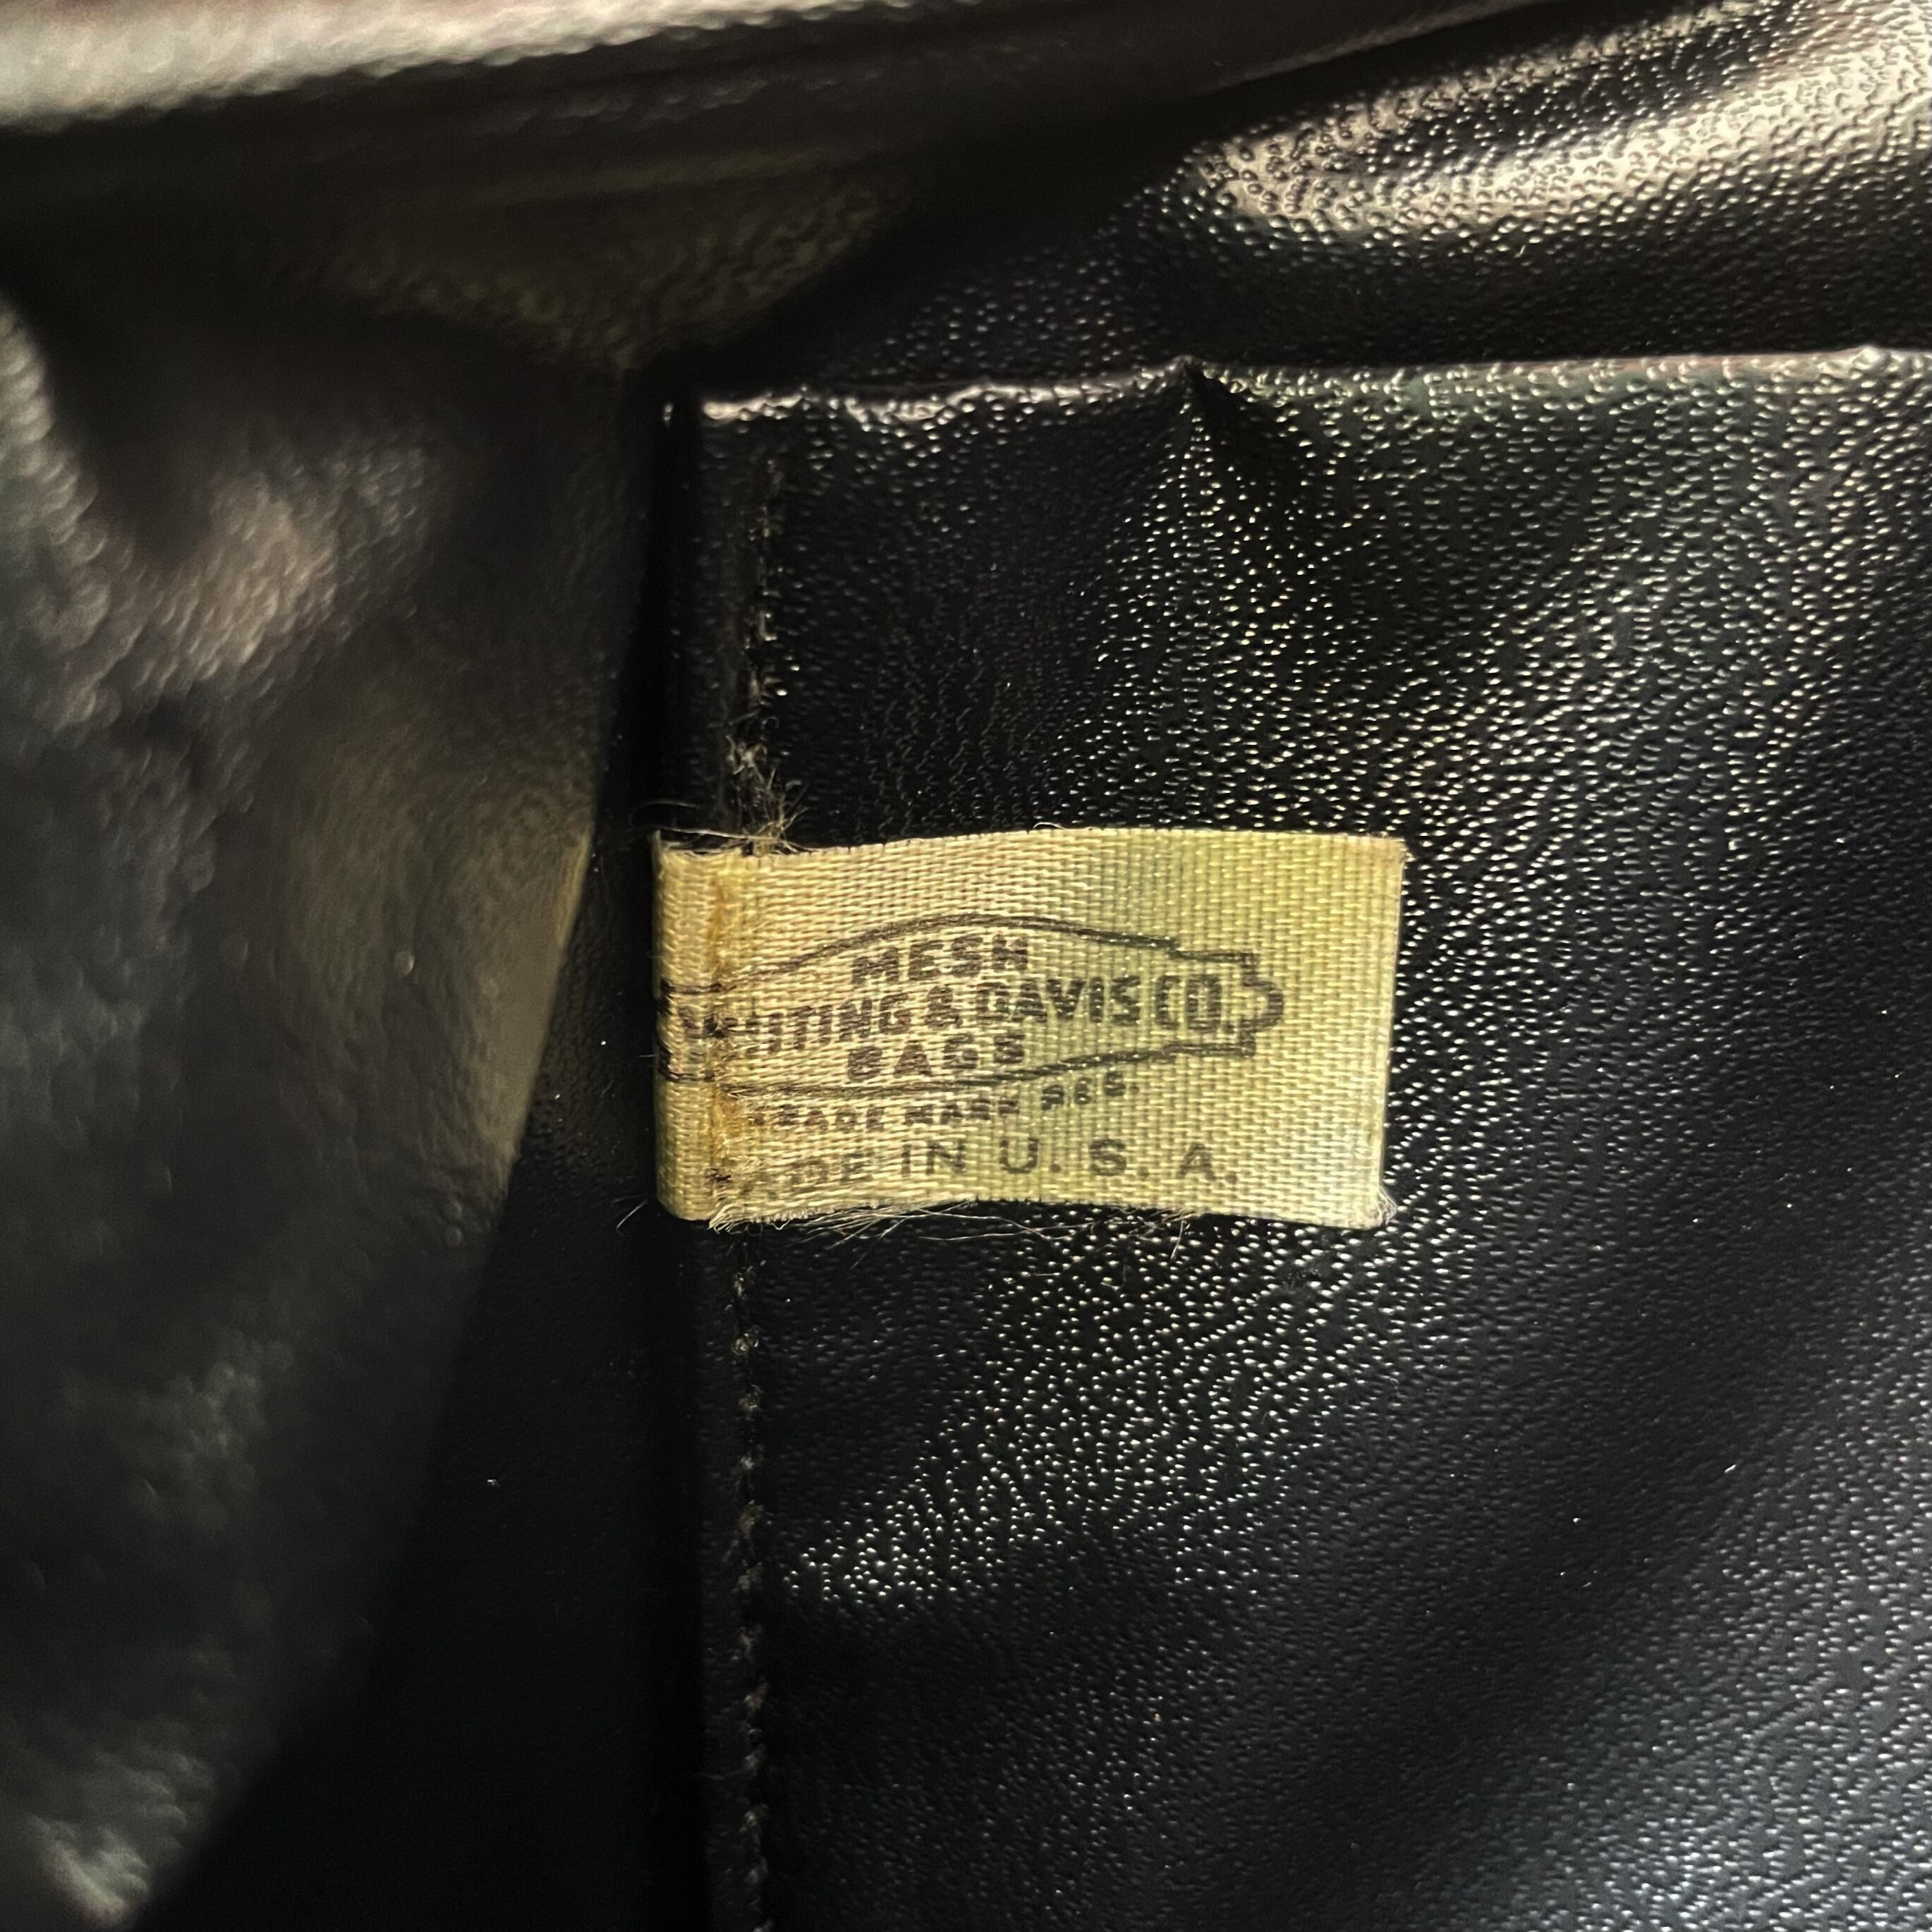 MESH
WHITING & DAVIS CO.
BAGS
TRADE MARK REG.
MADE IN U.S.A.